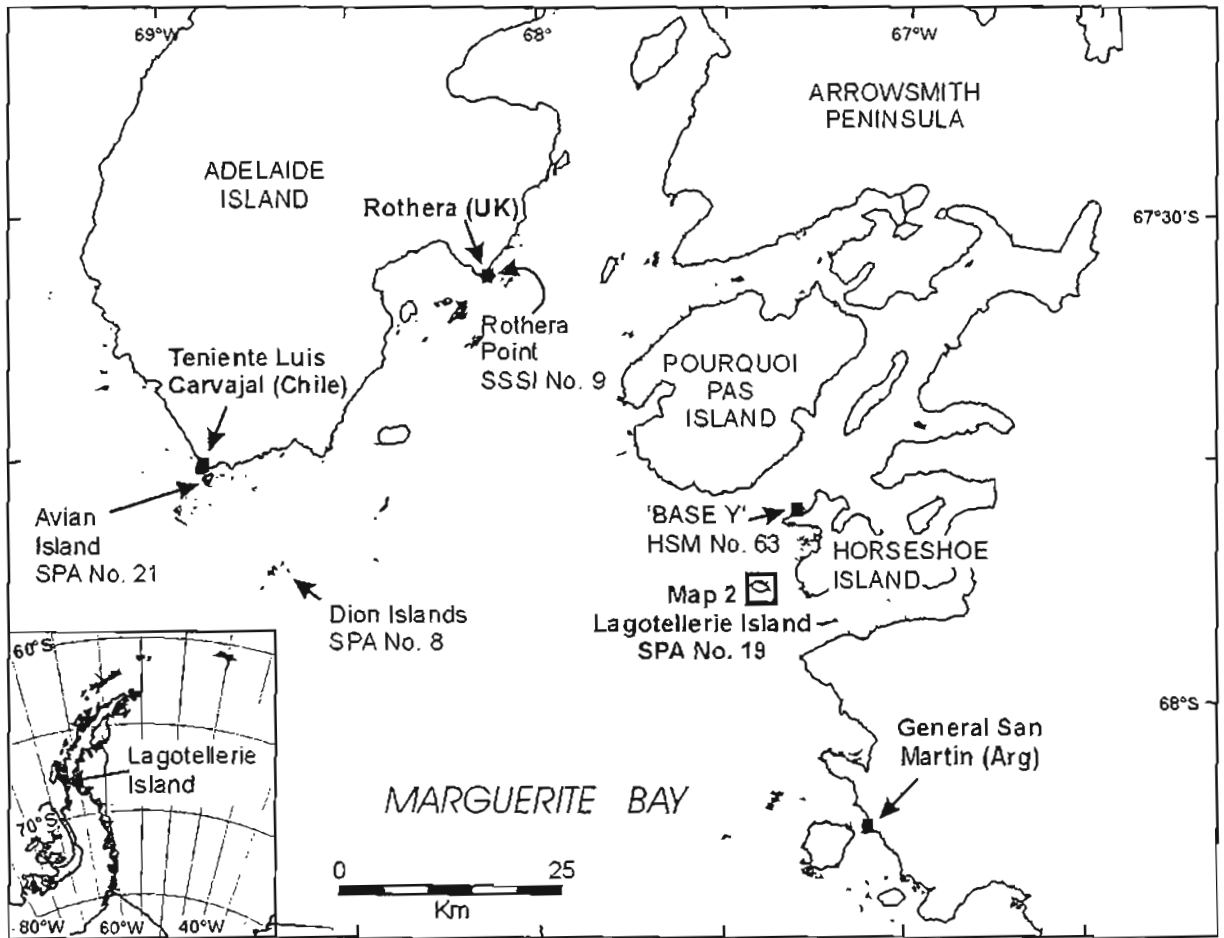 69°W
68°
67°W
ARROWSMITH
PENINSULA
ADELAIDE
ISLAND
Rothera (UK)
67°30'S
Rothera
Point
SSSI No. 9
Teniente Luis
Carvajal (Chile)
POURQUOI
PAS
ISLAND
Avian
Island
SPA No. 21
'BASE Y'
HSM No. 63
HORSESHOE
ISLAND
Map 2
Lagotellerie Island
SPA No. 19
Dion Islands
SPA No. 8
68°S
General San
Martin (Arg)
MARGUERITE BAY
0 25
Km
60°S
Lagotellerie
Island
70°S
80°W 60°W 40°W